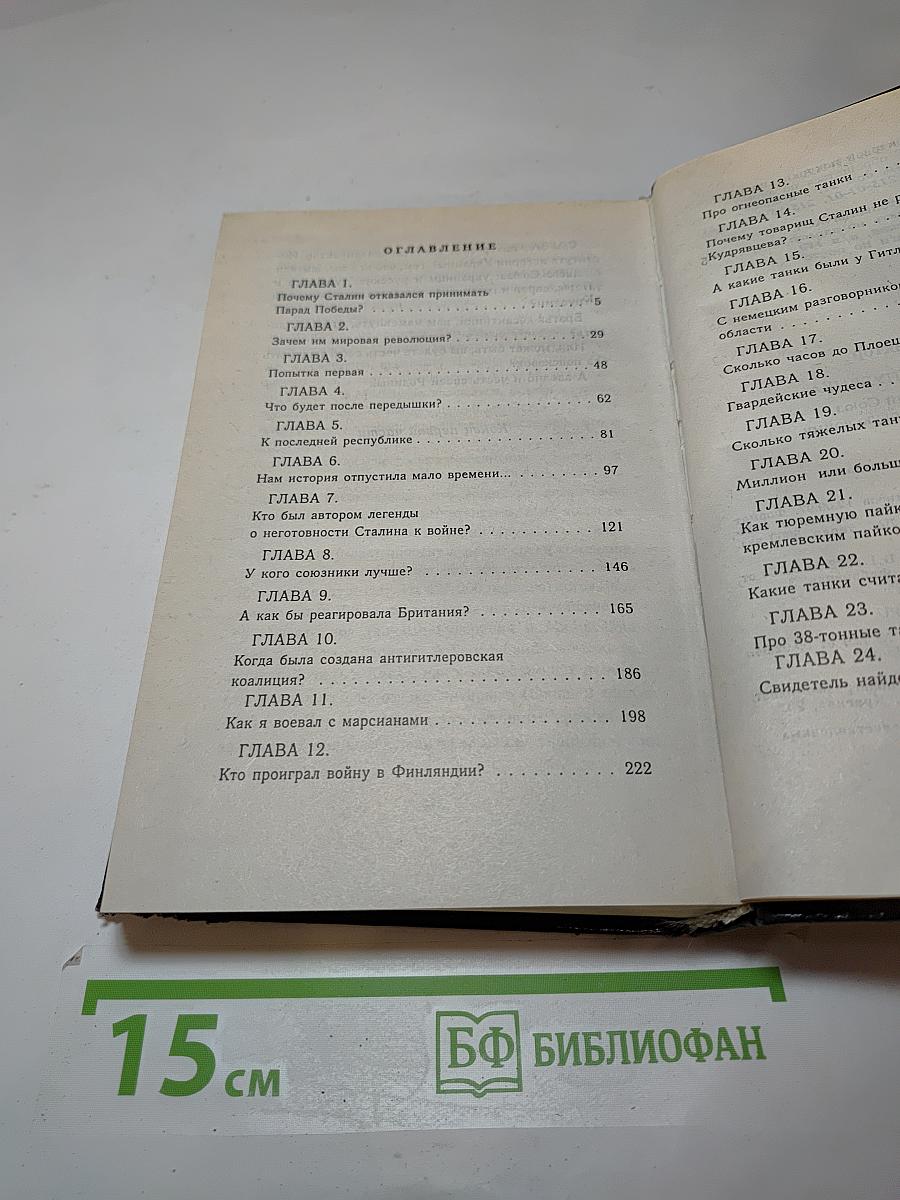 ОГЛАВЛЕНИЕ
ГЛАВА 1.
Почему Сталин отказался принимать
Парад Победы? . . . . . . . . . . . . . . . . . . . . 5
ГЛАВА 2.
Зачем им мировая революция? . . . . . . . . . . . . . . 29
ГЛАВА 3.
Попытка первая . . . . . . . . . . . . . . . . . . . . . 48
ГЛАВА 4.
Что будет после передышки? . . . . . . . . . . . . . . . 62
ГЛАВА 5.
К последней республике . . . . . . . . . . . . . . . . . 81
ГЛАВА 6.
Нам история отпустила мало времени... . . . . . . . . 97
ГЛАВА 7.
Кто был автором легенды
о неготовности Сталина к войне? . . . . . . . . . . . . 121
ГЛАВА 8.
У кого союзники лучше? . . . . . . . . . . . . . . . . . 146
ГЛАВА 9.
А как бы реагировала Британия? . . . . . . . . . . . . 165
ГЛАВА 10.
Когда была создана антигитлеровская
коалиция? . . . . . . . . . . . . . . . . . . . . . . . . . 186
ГЛАВА 11.
Как я воевал с марсианами . . . . . . . . . . . . . . . 198
ГЛАВА 12.
Кто проиграл войну в Финляндии? . . . . . . . . . . 222
ГЛАВА 13.
Про огнеопасные танки . . . .
ГЛАВА 14.
Почему товарищ Сталин не р
Кудрявцева? . . . . . . . . .
ГЛАВА 15.
А какие танки были у Гитл
ГЛАВА 16.
С немецким разговорнико
области . . . . . . . . . .
ГЛАВА 17.
Сколько часов до Плоеш
ГЛАВА 18.
Гвардейские чудеса . .
ГЛАВА 19.
Сколько тяжелых тан
ГЛАВА 20.
Миллион или больш
ГЛАВА 21.
Как тюремную пайк
кремлевским пайко
ГЛАВА 22.
Какие танки счита
ГЛАВА 23.
Про 38-тонные та
ГЛАВА 24.
Свидетель найде
15 см
БФ БИБЛИОФАН